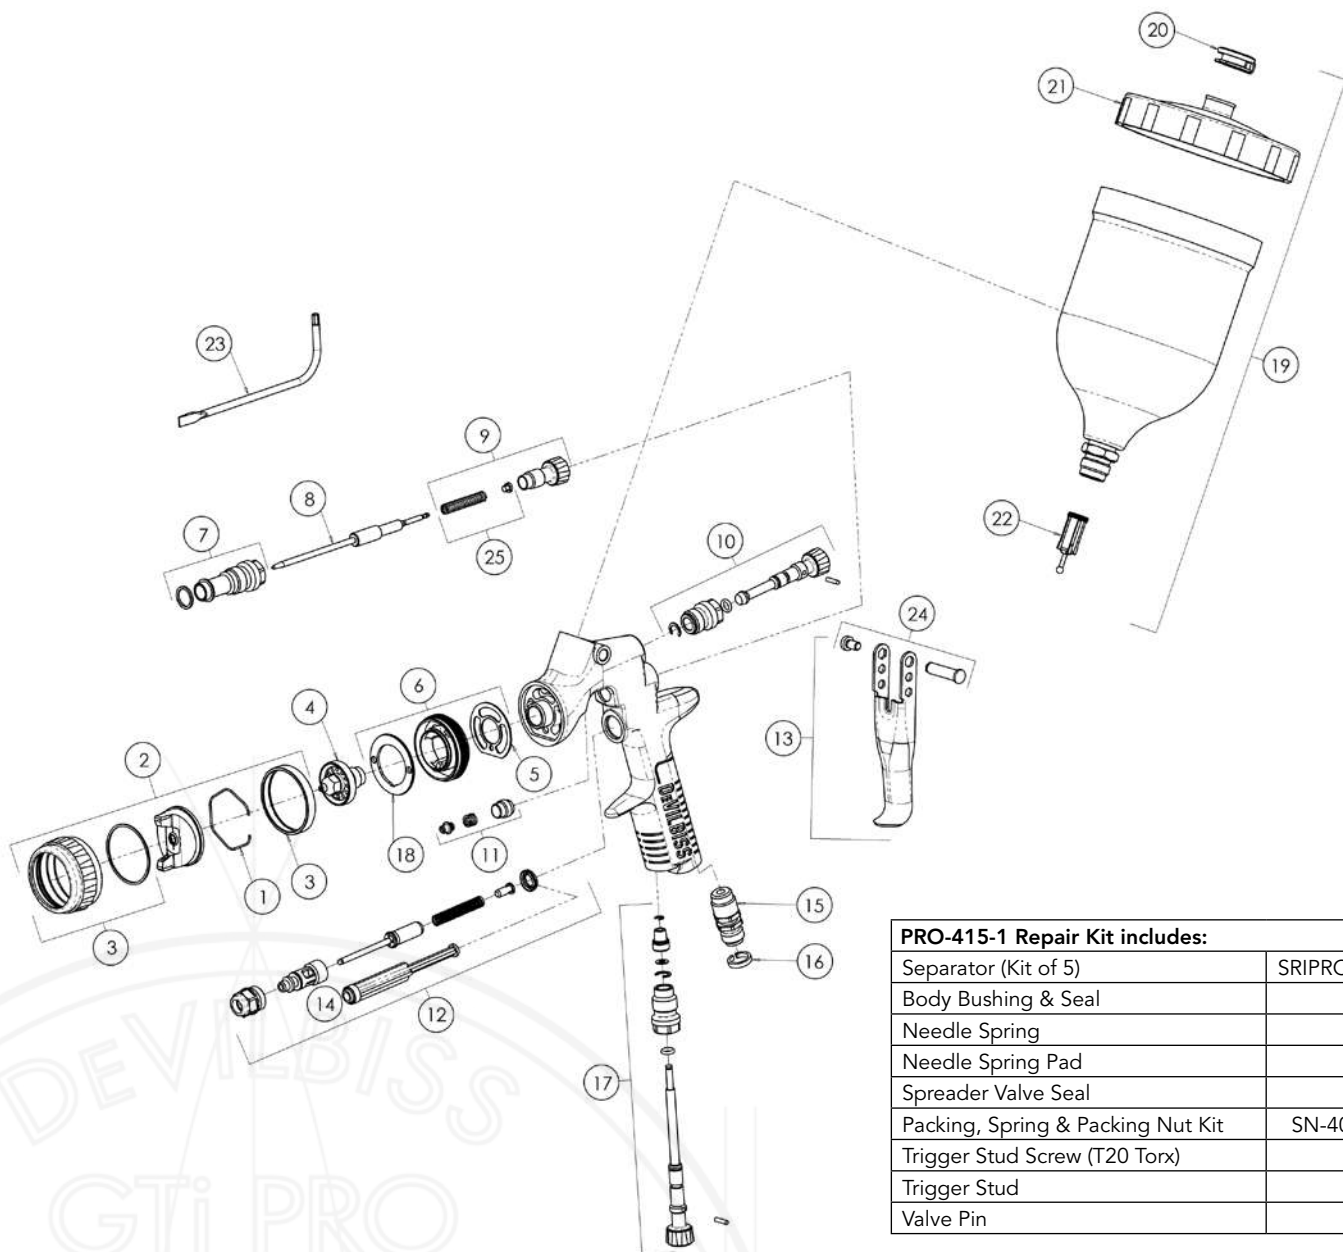 20
21
23
19
9
8
22
7
25
10
24
6
4
13
2
5
DEVILBISS
18
11
1
3
15
3
16
14
12
17
DEVILBISS
GTi PRO
PRO-415-1 Repair Kit includes:
Separator (Kit of 5) SRIPRO
Body Bushing & Seal
Needle Spring
Needle Spring Pad
Spreader Valve Seal
Packing, Spring & Packing Nut Kit SN-40
Trigger Stud Screw (T20 Torx)
Trigger Stud
Valve Pin